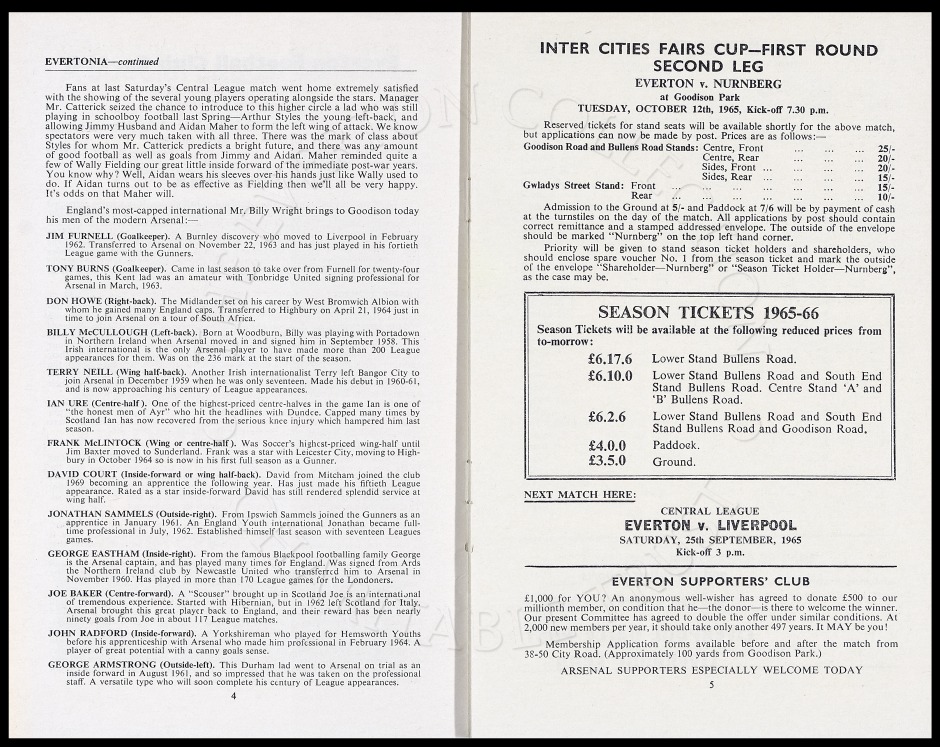 EVERTONIA—continued
Fans at last Saturday's Central League match went home extremely satisfied
with the showing of the several young players operating alongside the stars. Manager
Mr. Catterick seized the chance to introduce to this higher circle a lad who was still
playing in schoolboy football last Spring—Arthur Styles the young left-back, and
allowing Jimmy Husband and Aidan Maher to form the left wing of attack. We know
spectators were very much taken with all three. There was the mark of class about
Styles for whom Mr. Catterick predicts a bright future, and there was any amount
of good football as well as goals from Jimmy and Aidan. Maher reminded quite a
few of Wally Fielding our great little inside forward of the immediate post-war years.
You know why? Well, Aidan wears his sleeves over his hands just like Wally used to
do. If Aidan turns out to be as effective as Fielding then we'll all be very happy.
It's odds on that Maher will.
England's most-capped international Mr. Billy Wright brings to Goodison today
his men of the modern Arsenal:—
JIM FURNELL (Goalkeeper). A Burnley discovery who moved to Liverpool in February
1962. Transferred to Arsenal on November 22, 1963 and has just played in his fortieth
League game with the Gunners.
TONY BURNS (Goalkeeper). Came in last season to take over from Furnell for twenty-four
games, this Kent lad was an amateur with Tonbridge United signing professional for
Arsenal in March, 1963.
DON HOWE (Right-back). The Midlander set on his career by West Bromwich Albion with
whom he gained many England caps. Transferred to Highbury on April 21, 1964 just in
time to join Arsenal on a tour of South Africa.
BILLY McCULLOUGH (Left-back). Born at Woodburn, Billy was playing with Portadown
in Northern Ireland when Arsenal moved in and signed him in September 1958. This
Irish international is the only Arsenal player to have made more than 200 League
appearances for them. Was on the 236 mark at the start of the season.
TERRY NEILL (Wing half-back). Another Irish internationalist Terry left Bangor City to
join Arsenal in December 1959 when he was only seventeen. Made his debut in 1960-61,
and is now approaching his century of League appearances.
IAN URE (Centre-half). One of the highest-priced centre-halves in the game Ian is one of
"the honest men of Ayr" who hit the headlines with Dundee. Capped many times by
Scotland Ian has now recovered from the serious knee injury which hampered him last
season.
FRANK McLINTOCK (Wing or centre-half). Was Soccer's highest-priced wing-half until
Jim Baxter moved to Sunderland. Frank was a star with Leicester City, moving to High-
bury in October 1964 so is now in his first full season as a Gunner.
DAVID COURT (Inside-forward or wing half-back). David from Mitcham joined the club
1969 becoming an apprentice the following year. Has just made his fiftieth League
appearance. Rated as a star inside-forward David has still rendered splendid service at
wing half.
JONATHAN SAMMELS (Outside-right). From Ipswich Sammels joined the Gunners as an
apprentice in January 1961. An England Youth international Jonathan became full-
time professional in July, 1962. Established himself last season with seventeen Leagues
games.
GEORGE EASTHAM (Inside-right). From the famous Blackpool footballing family George
is the Arsenal captain, and has played many times for England. Was signed from Ards
the Northern Ireland club by Newcastle United who transferred him to Arsenal in
November 1960. Has played in more than 170 League games for the Londoners.
JOE BAKER (Centre-forward). A "Scouser" brought up in Scotland Joe is an international
of tremendous experience. Started with Hibernian, but in 1962 left Scotland for Italy.
Arsenal brought this great player back to England, and their reward has been nearly
ninety goals from Joe in about 117 League matches.
JOHN RADFORD (Inside-forward). A Yorkshireman who played for Hemsworth Youths
before his apprenticeship with Arsenal who made him professional in February 1964. A
player of great potential with a canny goals sense.
GEORGE ARMSTRONG (Outside-left). This Durham lad went to Arsenal on trial as an
inside forward in August 1961, and so impressed that he was taken on the professional
staff. A versatile type who will soon complete his century of League appearances.
4
INTER CITIES FAIRS CUP—FIRST ROUND
SECOND LEG
EVERTON v. NURNBERG
at Goodison Park
TUESDAY, OCTOBER 12th, 1965, Kick-off 7.30 p.m.
Reserved tickets for stand seats will be available shortly for the above match,
but applications can now be made by post. Prices are as follows:—
Goodison Road and Bullens Road Stands: Centre, Front ... ... ... 25/-
Centre, Rear ... ... ... 20/-
Sides, Front ... ... ... 20/-
Sides, Rear ... ... ... 15/-
Gwladys Street Stand: Front ... ... ... ... ... ... 15/-
Rear ... ... ... ... ... ... 10/-
Admission to the Ground at 5/- and Paddock at 7/6 will be by payment of cash
at the turnstiles on the day of the match. All applications by post should contain
correct remittance and a stamped addressed envelope. The outside of the envelope
should be marked "Nurnberg" on the top left hand corner.
Priority will be given to stand season ticket holders and shareholders, who
should enclose spare voucher No. 1 from the season ticket and mark the outside
of the envelope "Shareholder—Nurnberg" or "Season Ticket Holder—Nurnberg",
as the case may be.
SEASON TICKETS 1965-66
Season Tickets will be available at the following reduced prices from
to-morrow:
£6.17.6 Lower Stand Bullens Road.
£6.10.0 Lower Stand Bullens Road and South End
Stand Bullens Road. Centre Stand 'A' and
'B' Bullens Road.
£6.2.6 Lower Stand Bullens Road and South End
Stand Bullens Road and Goodison Road.
£4.0.0 Paddock.
£3.5.0 Ground.
NEXT MATCH HERE:
CENTRAL LEAGUE
EVERTON v. LIVERPOOL
SATURDAY, 25th SEPTEMBER, 1965
Kick-off 3 p.m.
EVERTON SUPPORTERS' CLUB
£1,000 for YOU? An anonymous well-wisher has agreed to donate £500 to our
millionth member, on condition that he—the donor—is there to welcome the winner.
Our present Committee has agreed to double the offer under similar conditions. At
2,000 new members per year, it should take only another 497 years. It MAY be you!
Membership Application forms available before and after the match from
38-50 City Road. (Approximately 100 yards from Goodison Park.)
ARSENAL SUPPORTERS ESPECIALLY WELCOME TODAY
5